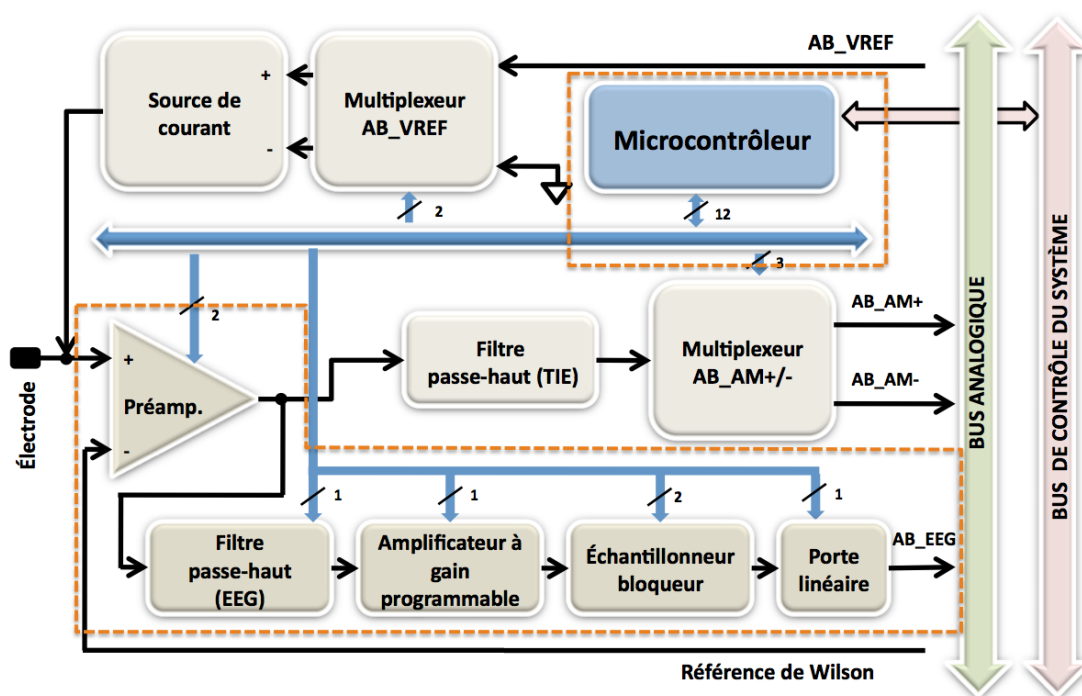 AB_VREF
Source de
courant
+
-
Multiplexeur
AB_VREF
Microcontrôleur
2
12
3
2
Électrode
+
Préamp.
-
Filtre
passe-haut (TIE)
Multiplexeur
AB_AM+/-
AB_AM+
AB_AM-
1
1
2
1
Filtre
passe-haut
(EEG)
Amplificateur à
gain
programmable
Échantillonneur
bloqueur
Porte
linéaire
AB_EEG
Référence de Wilson
BUS ANALOGIQUE
BUS DE CONTRÔLE DU SYSTÈME